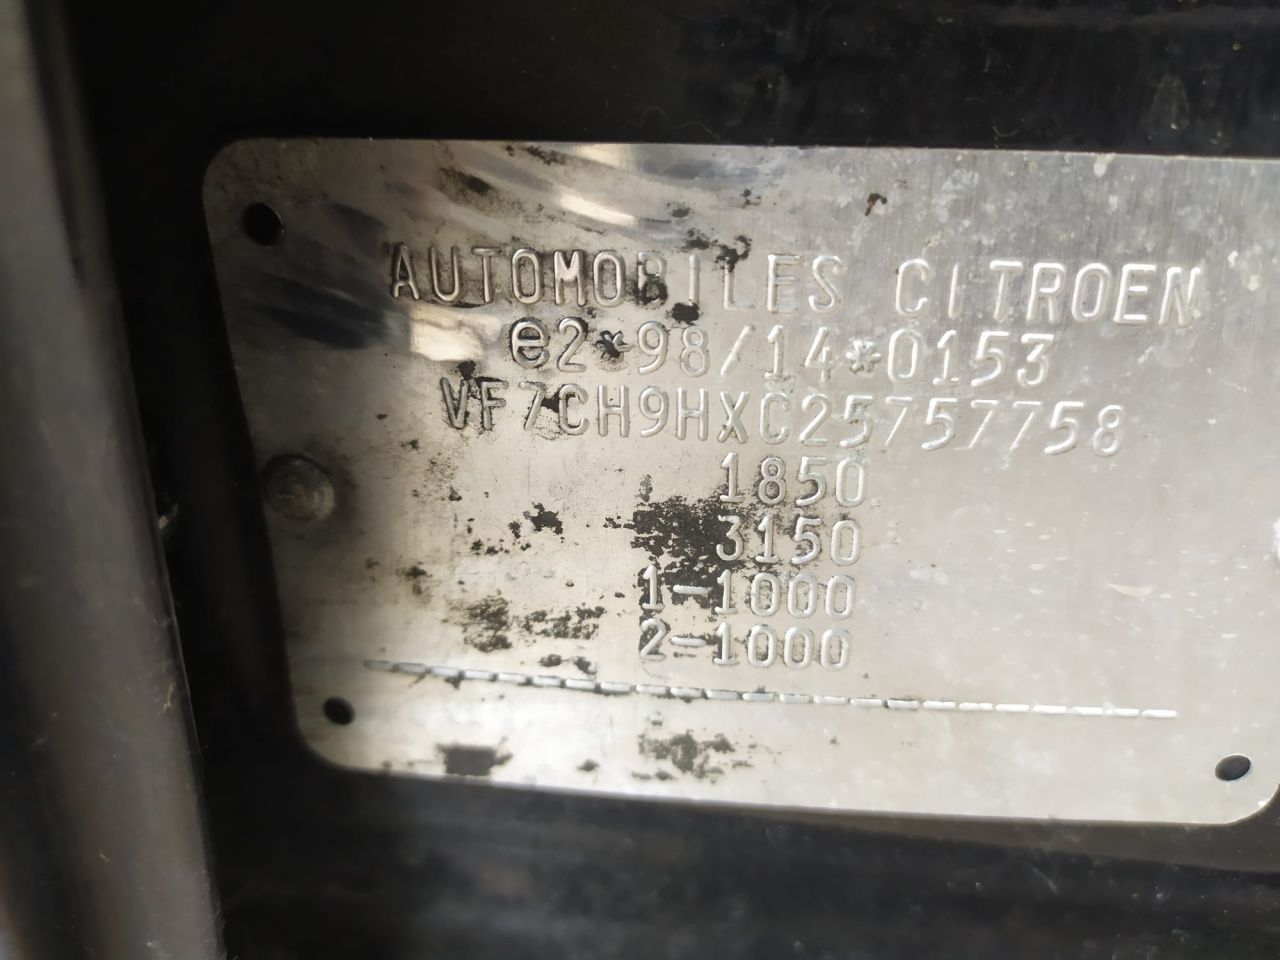 AUTOMOBILES CITROEN
e2*98/14*0153
VF7CH9HXC25757758
1850
3150
1-1000
2-1000